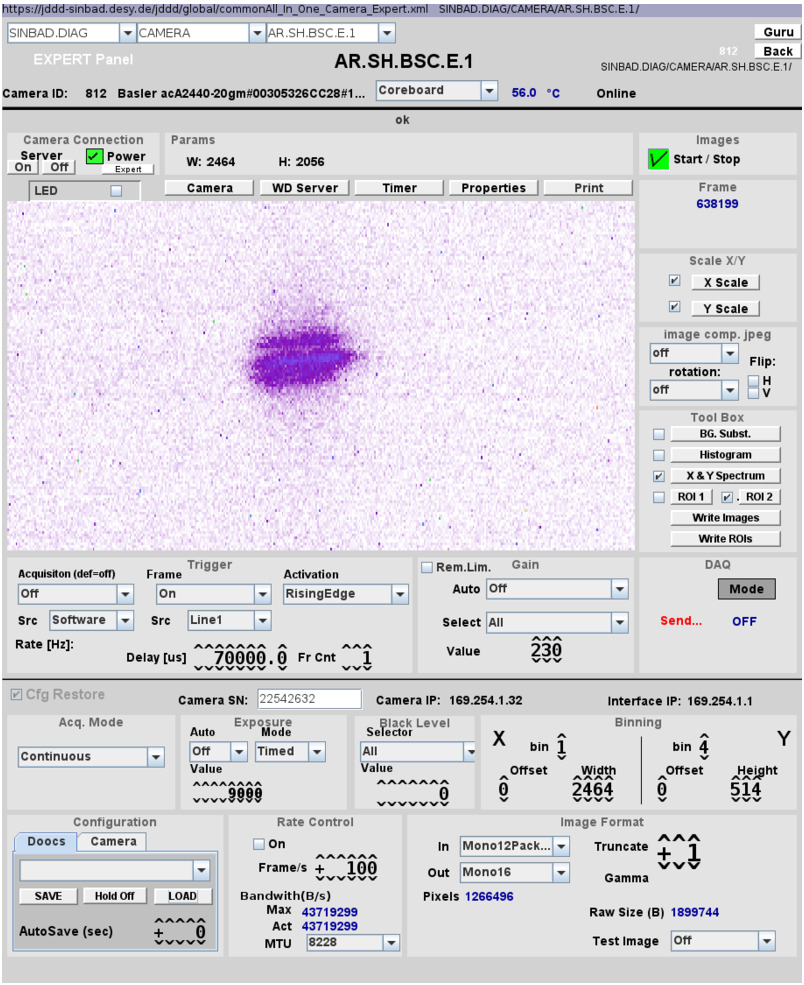 https://jddd-sinbad.desy.de/jddd/global/commonAll_In_One_Camera_Expert.xml   SINBAD.DIAG/CAMERA/AR.SH.BSC.E.1/
SINBAD.DIAG CAMERA AR.SH.BSC.E.1 Guru
EXPERT Panel AR.SH.BSC.E.1 812 Back
SINBAD.DIAG/CAMERA/AR.SH.BSC.E.1/
Camera ID: 812 Basler acA2440-20gm#00305326CC28#1... Coreboard 56.0 °C Online
ok
Camera Connection Params Images
Server Power W: 2464 H: 2056 Start / Stop
On Off Expert
LED Camera WD Server Timer Properties Print Frame
638199
Scale X/Y
X Scale
Y Scale
image comp. jpeg
off Flip:
rotation: H
off V
Tool Box
BG. Subst.
Histogram
X & Y Spectrum
ROI 1 . ROI 2
Write Images
Write ROIs
Trigger Rem.Lim. Gain DAQ
Acquisiton (def=off) Frame Activation
Off On RisingEdge Auto Off Mode
Src Software Src Line1 Select All Send... OFF
Rate [Hz]: Value 230
Delay [us] 70000.0 Fr Cnt 1
Cfg Restore Camera SN: 22542632 Camera IP: 169.254.1.32 Interface IP: 169.254.1.1
Acq. Mode Exposure Black Level Binning
Auto Mode Selector X bin 1 bin 4 Y
Continuous Off Timed All
Value Value Offset Width Offset Height
9000 0 0 2464 0 514
Configuration Rate Control Image Format
Doocs Camera On In Mono12Pack... Truncate + 1
Frame/s + 100 Out Mono16 Gamma
SAVE Hold Off LOAD Bandwith(B/s) Pixels 1266496
Max 43719299 Raw Size (B) 1899744
AutoSave (sec) + 0 Act 43719299
MTU 8228 Test Image Off